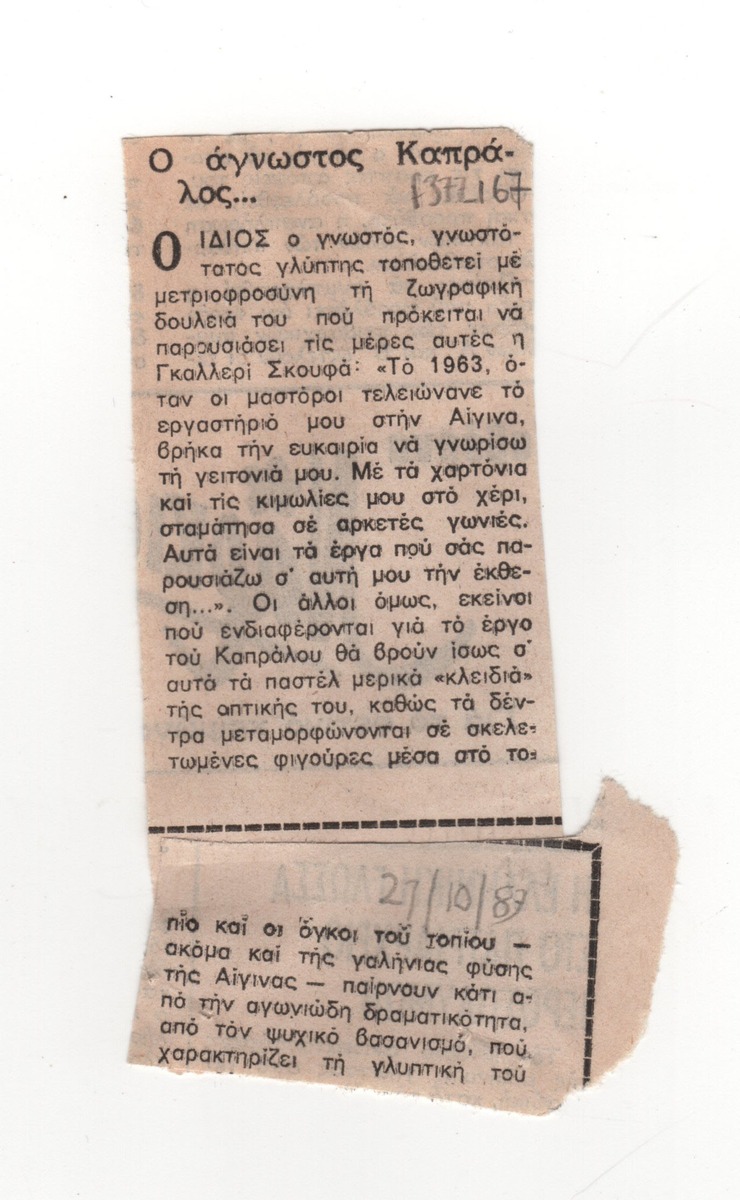 Ο άγνωστος Καπρά-
λος...
f372167
Ο ΙΔΙΟΣ ο γνωστός, γνωστό-
τατος γλύπτης τοποθετεί μέ
μετριοφροσύνη τή ζωγραφική
δουλειά του πού πρόκειται νά
παρουσιάσει τίς μέρες αυτές η
Γκαλλερί Σκουφά: «Τό 1963, ό-
ταν οι μαστόροι τελειώνανε τό
εργαστήριό μου στήν Αίγινα,
βρήκα τήν ευκαιρία νά γνωρίσω
τή γειτονιά μου. Μέ τά χαρτόνια
καί τίς κιμωλίες μου στό χέρι,
σταμάτησα σέ αρκετές γωνιές.
Αυτά είναι τά έργα πού σάς πα-
ρουσιάζω σ' αυτή μου τήν έκθε-
ση...». Οι άλλοι όμως, εκείνοι
πού ενδιαφέρονται γιά τό έργο
τού Καπράλου θά βρούν ίσως σ'
αυτά τά παστέλ μερικά «κλειδιά»
τής οπτικής του, καθώς τά δέν-
τρα μεταμορφώνονται σέ σκελε-
τωμένες φιγούρες μέσα στό το-
27/10/83
πίο καί οι όγκοι τού τοπίου —
ακόμα καί τής γαλήνιας φύσης
τής Αίγινας — παίρνουν κάτι α-
πό τήν αγωνιώδη δραματικότητα,
από τόν ψυχικό βασανισμό, πού
χαρακτηρίζει τή γλυπτική τού